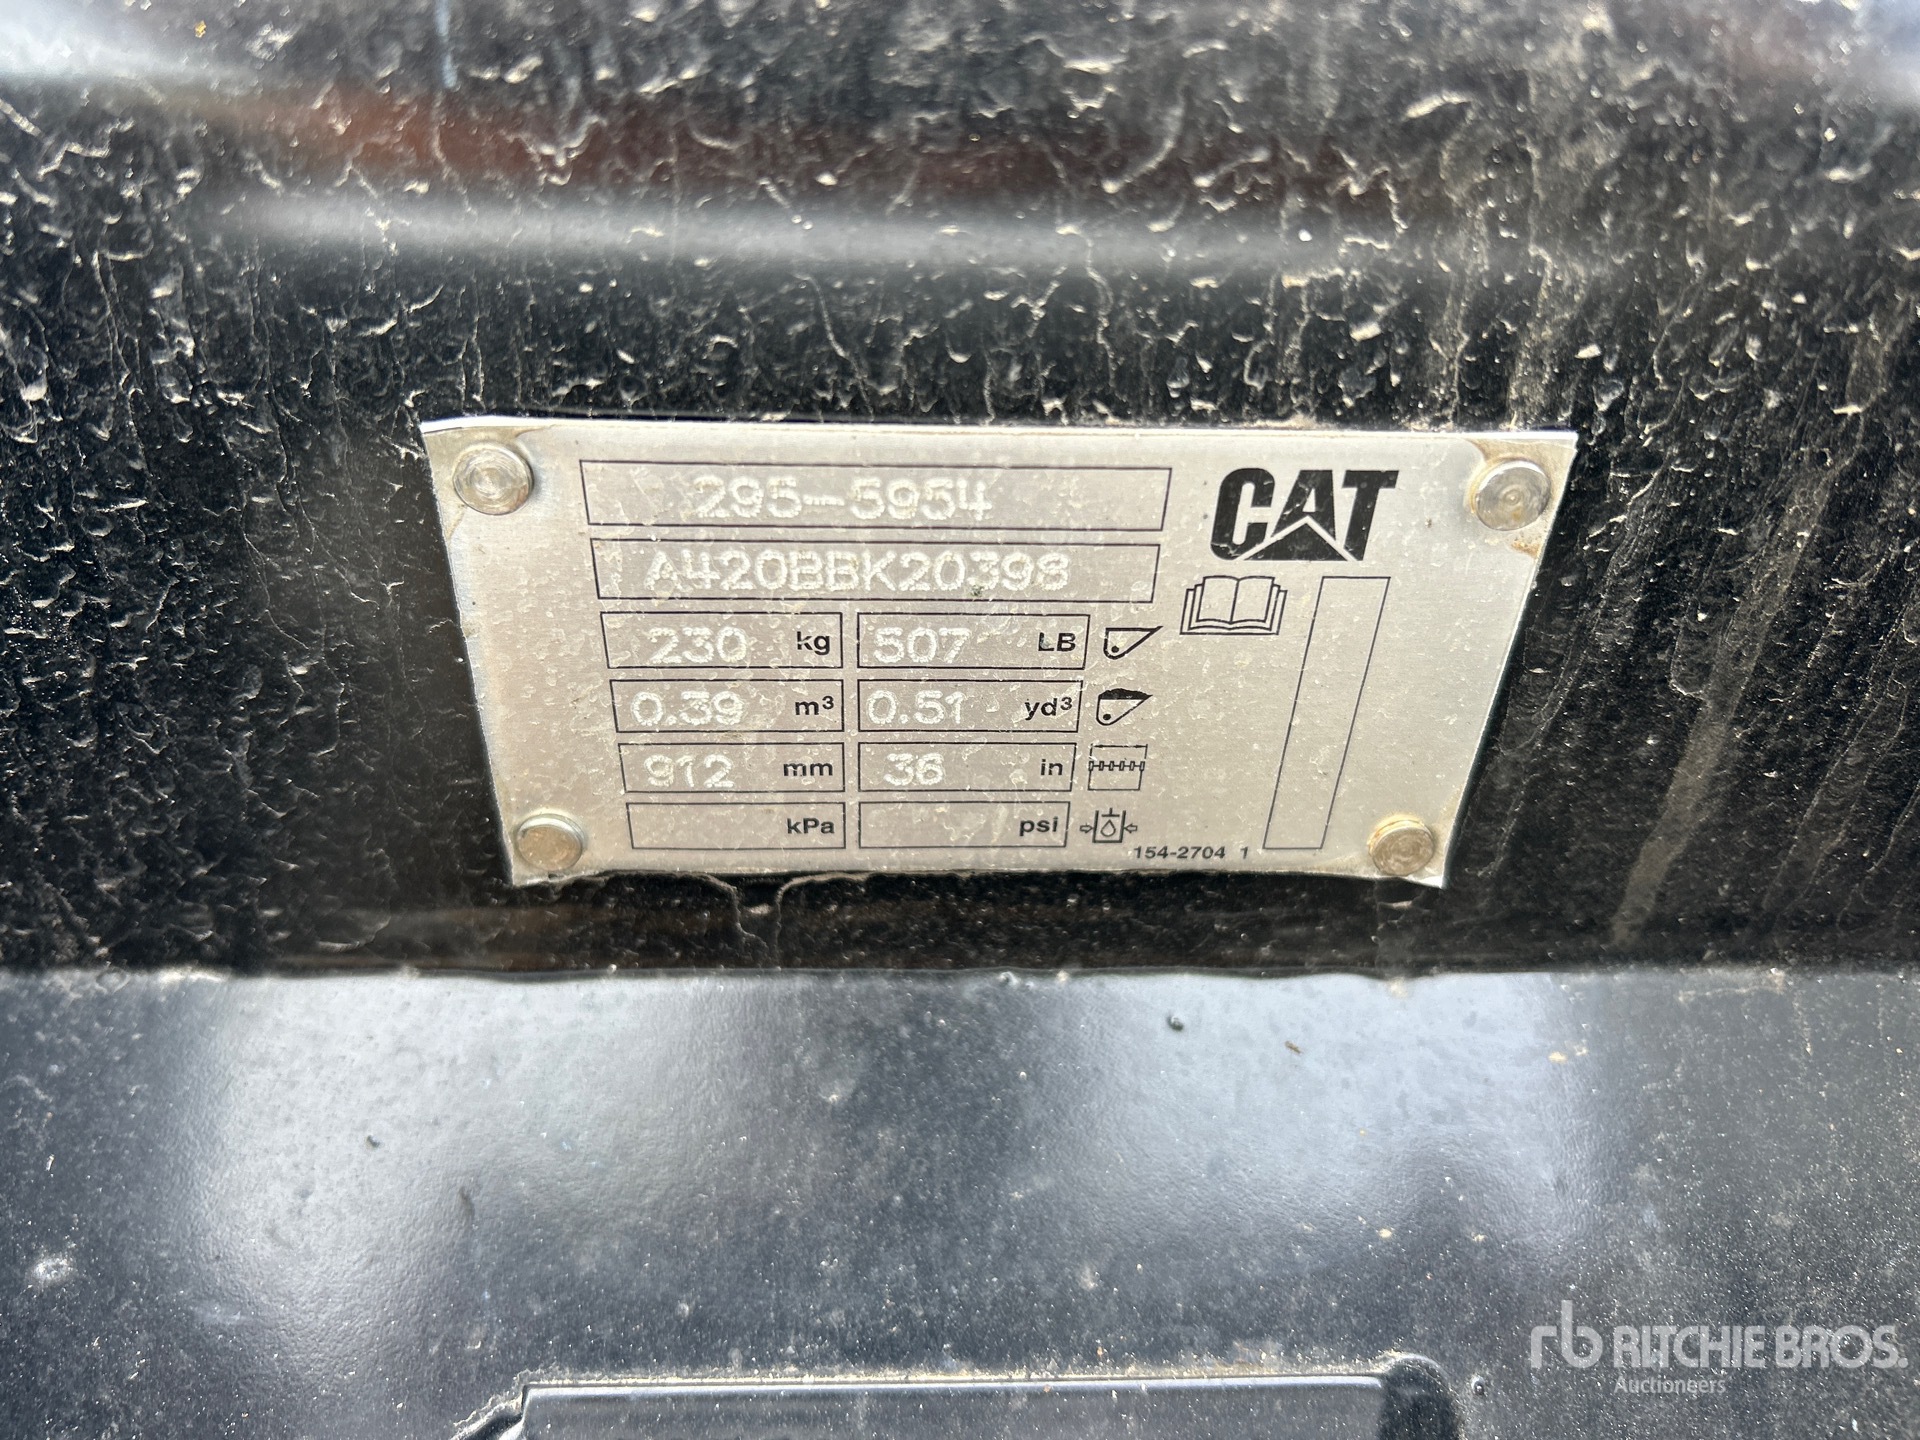 295-5954
CAT
A420BBK20398
230 kg 507 LB
0.39 m³ 0.51 yd³
912 mm 36 in
kPa psi
154-2704 1
rb RITCHIE BROS.
Auctioneers